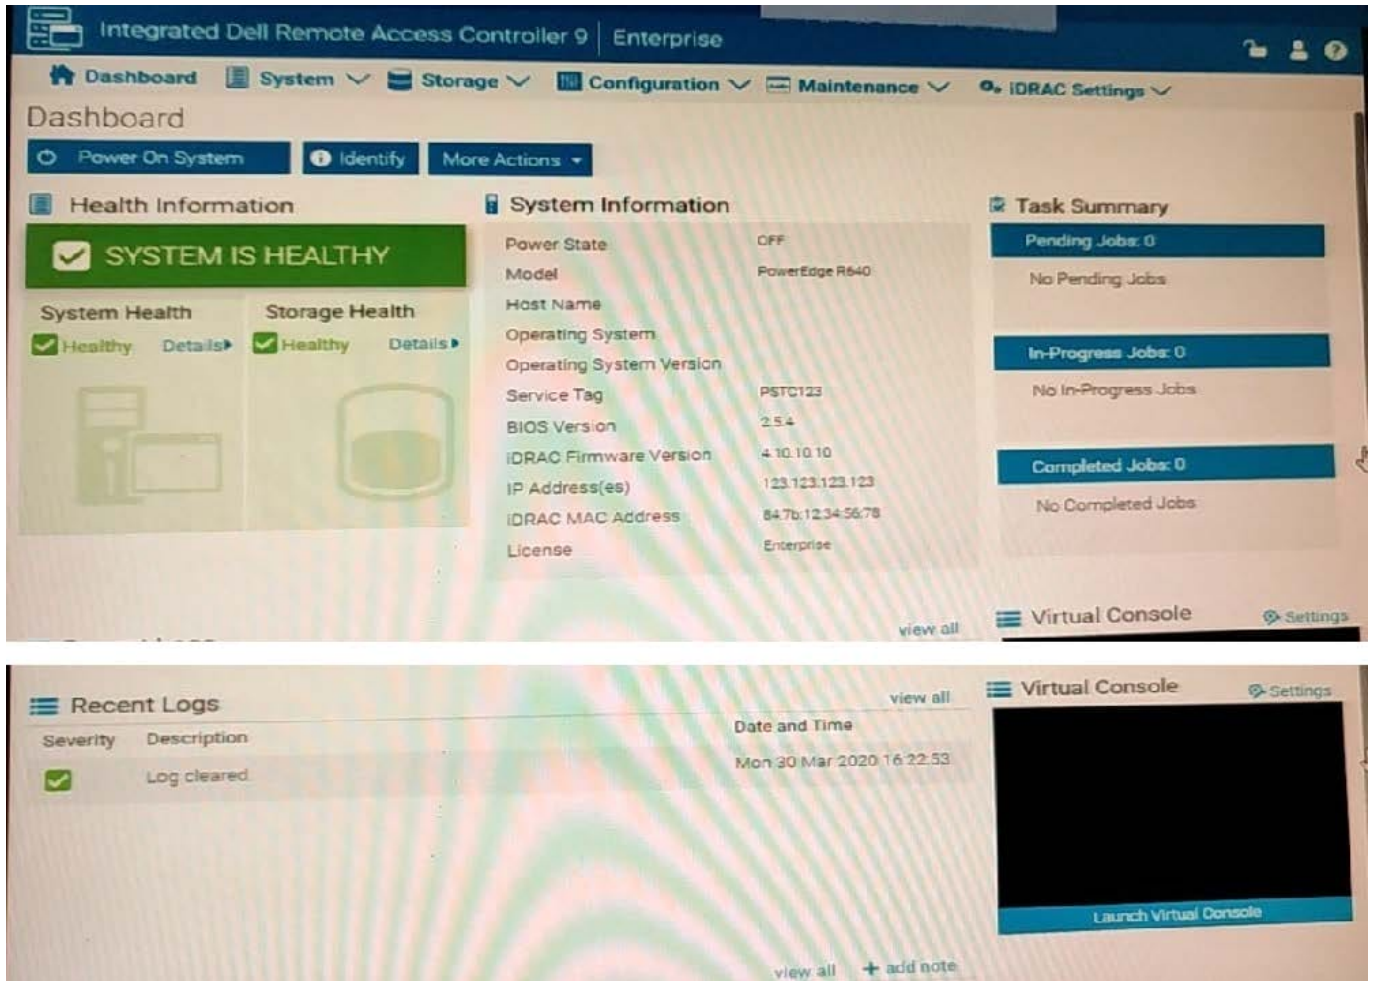 Integrated Dell Remote Access Controller 9 | Enterprise
Dashboard System Storage Configuration Maintenance iDRAC Settings
Dashboard
Power On System Identify More Actions
Health Information
SYSTEM IS HEALTHY
System Health Storage Health
Healthy Details Healthy Details
System Information
Power State OFF
Model PowerEdge R640
Host Name
Operating System
Operating System Version
Service Tag PSTC123
BIOS Version 2.5.4
iDRAC Firmware Version 4.10.10.10
IP Address(es) 123.123.123.123
iDRAC MAC Address 84:7b:12:34:56:78
License Enterprise
Task Summary
Pending Jobs: 0
No Pending Jobs
In-Progress Jobs: 0
No In-Progress Jobs
Completed Jobs: 0
No Completed Jobs
view all
Virtual Console Settings
Recent Logs view all
Severity Description Date and Time
Log cleared. Mon 30 Mar 2020 16:22:53
Virtual Console Settings
Launch Virtual Console
view all + add note